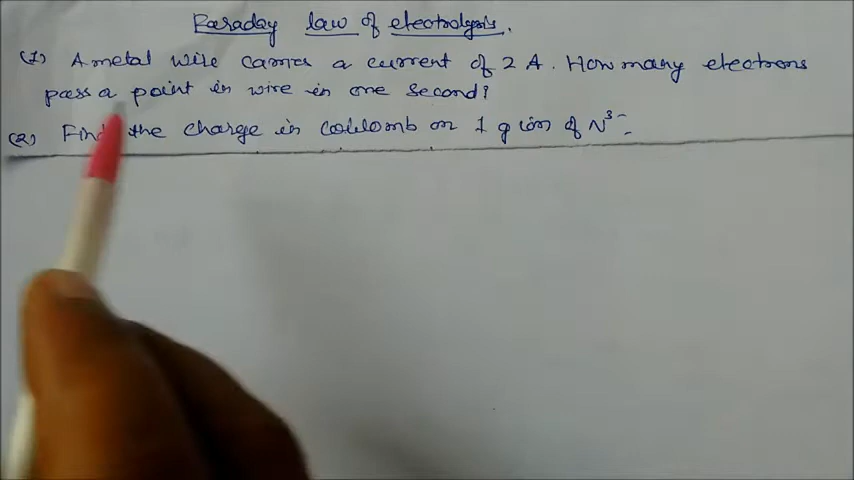 Faraday law of electrolysis.
(1) A metal wire carries a current of 2 A. How many electrons
pass a point in wire in one second?
(2) Find the charge in coulomb on 1 g ion of N³⁻